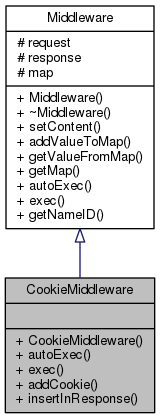 Middleware
# request
# response
# map
+ Middleware()
+ ~Middleware()
+ setContent()
+ addValueToMap()
+ getValueFromMap()
+ getMap()
+ autoExec()
+ exec()
+ getNameID()
CookieMiddleware
+ CookieMiddleware()
+ autoExec()
+ exec()
+ addCookie()
+ insertInResponse()